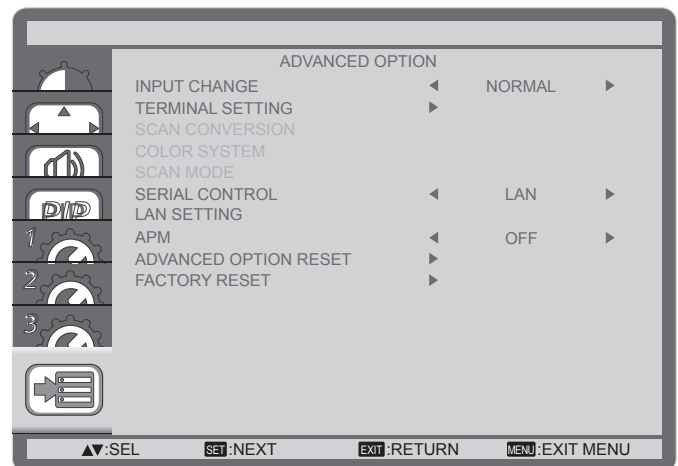 ADVANCED OPTION
INPUT CHANGE ◀ NORMAL ▶
TERMINAL SETTING ▶
SCAN CONVERSION
COLOR SYSTEM
SCAN MODE
SERIAL CONTROL ◀ LAN ▶
LAN SETTING
APM ◀ OFF ▶
ADVANCED OPTION RESET ▶
FACTORY RESET ▶
PIP
1
2
3
▲▼:SEL SET:NEXT EXIT:RETURN MENU:EXIT MENU